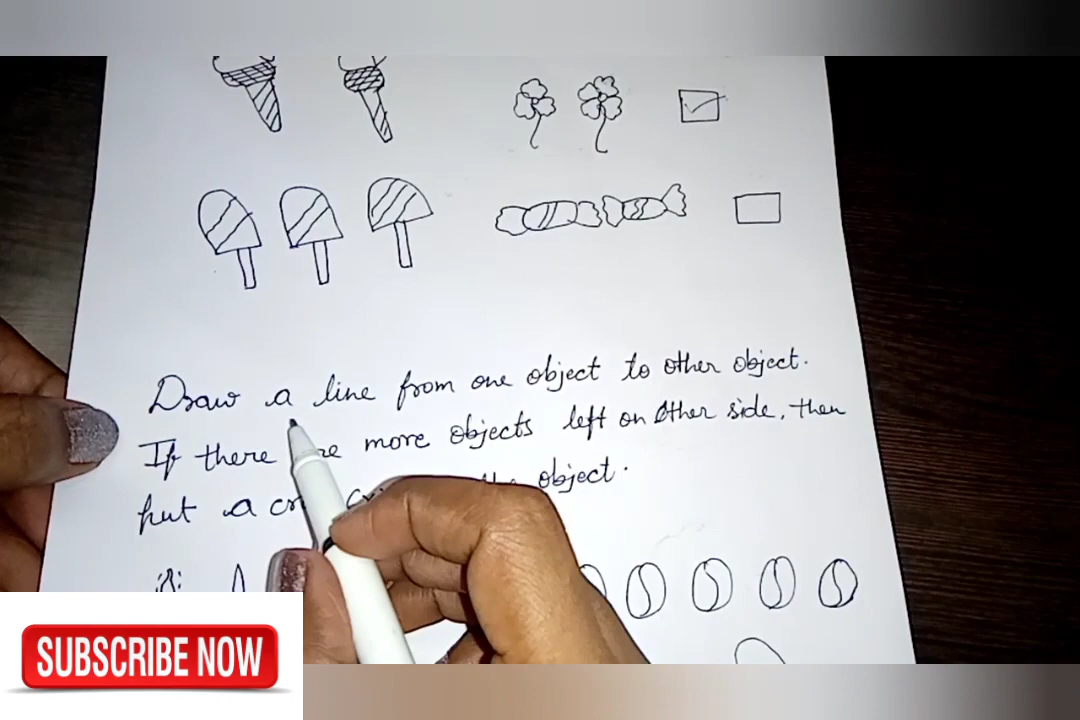 Draw a line from one object to other object.
If there more objects left on other side, then
put a object.
SUBSCRIBE NOW